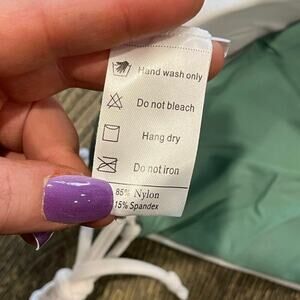 Hand wash only
Do not bleach
Hang dry
Do not iron
85% Nylon
15% Spandex